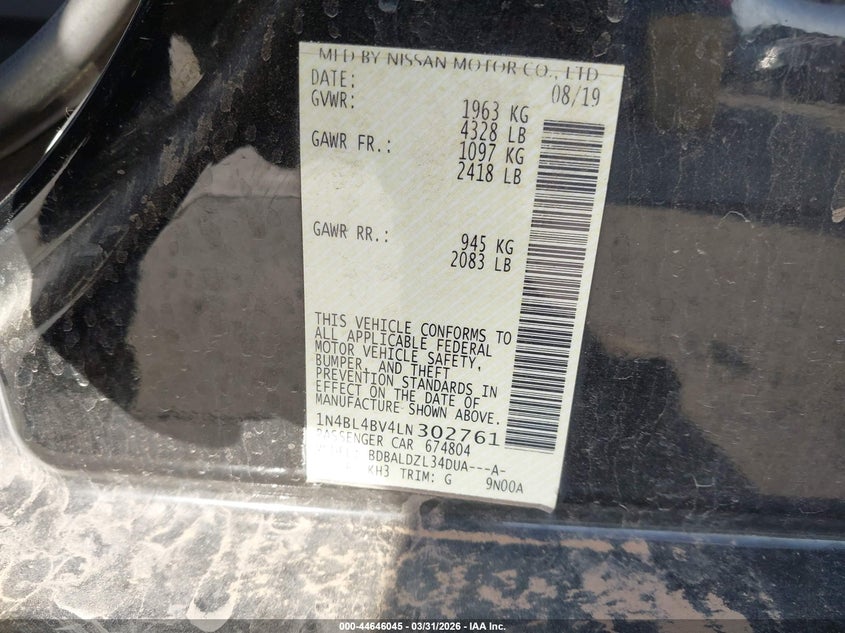 MFD BY NISSAN MOTOR CO., LTD
DATE: 08/19
GVWR: 1963 KG
4328 LB
GAWR FR.: 1097 KG
2418 LB
GAWR RR.: 945 KG
2083 LB
THIS VEHICLE CONFORMS TO
ALL APPLICABLE FEDERAL
MOTOR VEHICLE SAFETY,
BUMPER, AND THEFT
PREVENTION STANDARDS IN
EFFECT ON THE DATE OF
MANUFACTURE SHOWN ABOVE.
1N4BL4BV4LN302761
PASSENGER CAR 674804
BDBALDZL34DUA---A-
KH3 TRIM: G 9N00A
000-44646045 - 03/31/2026 - IAA Inc.